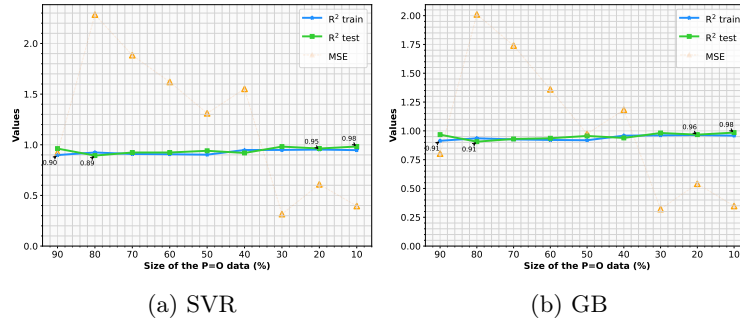 R² train
R² test
MSE
2.0
1.5
1.0
0.5
0.0
Values
0.90
0.89
0.95
0.98
90 80 70 60 50 40 30 20 10
Size of the P=O data (%)
(a) SVR
R² train
R² test
MSE
2.00
1.75
1.50
1.25
1.00
0.75
0.50
0.25
0.00
Values
0.91
0.91
0.96
0.98
90 80 70 60 50 40 30 20 10
Size of the P=O data (%)
(b) GB